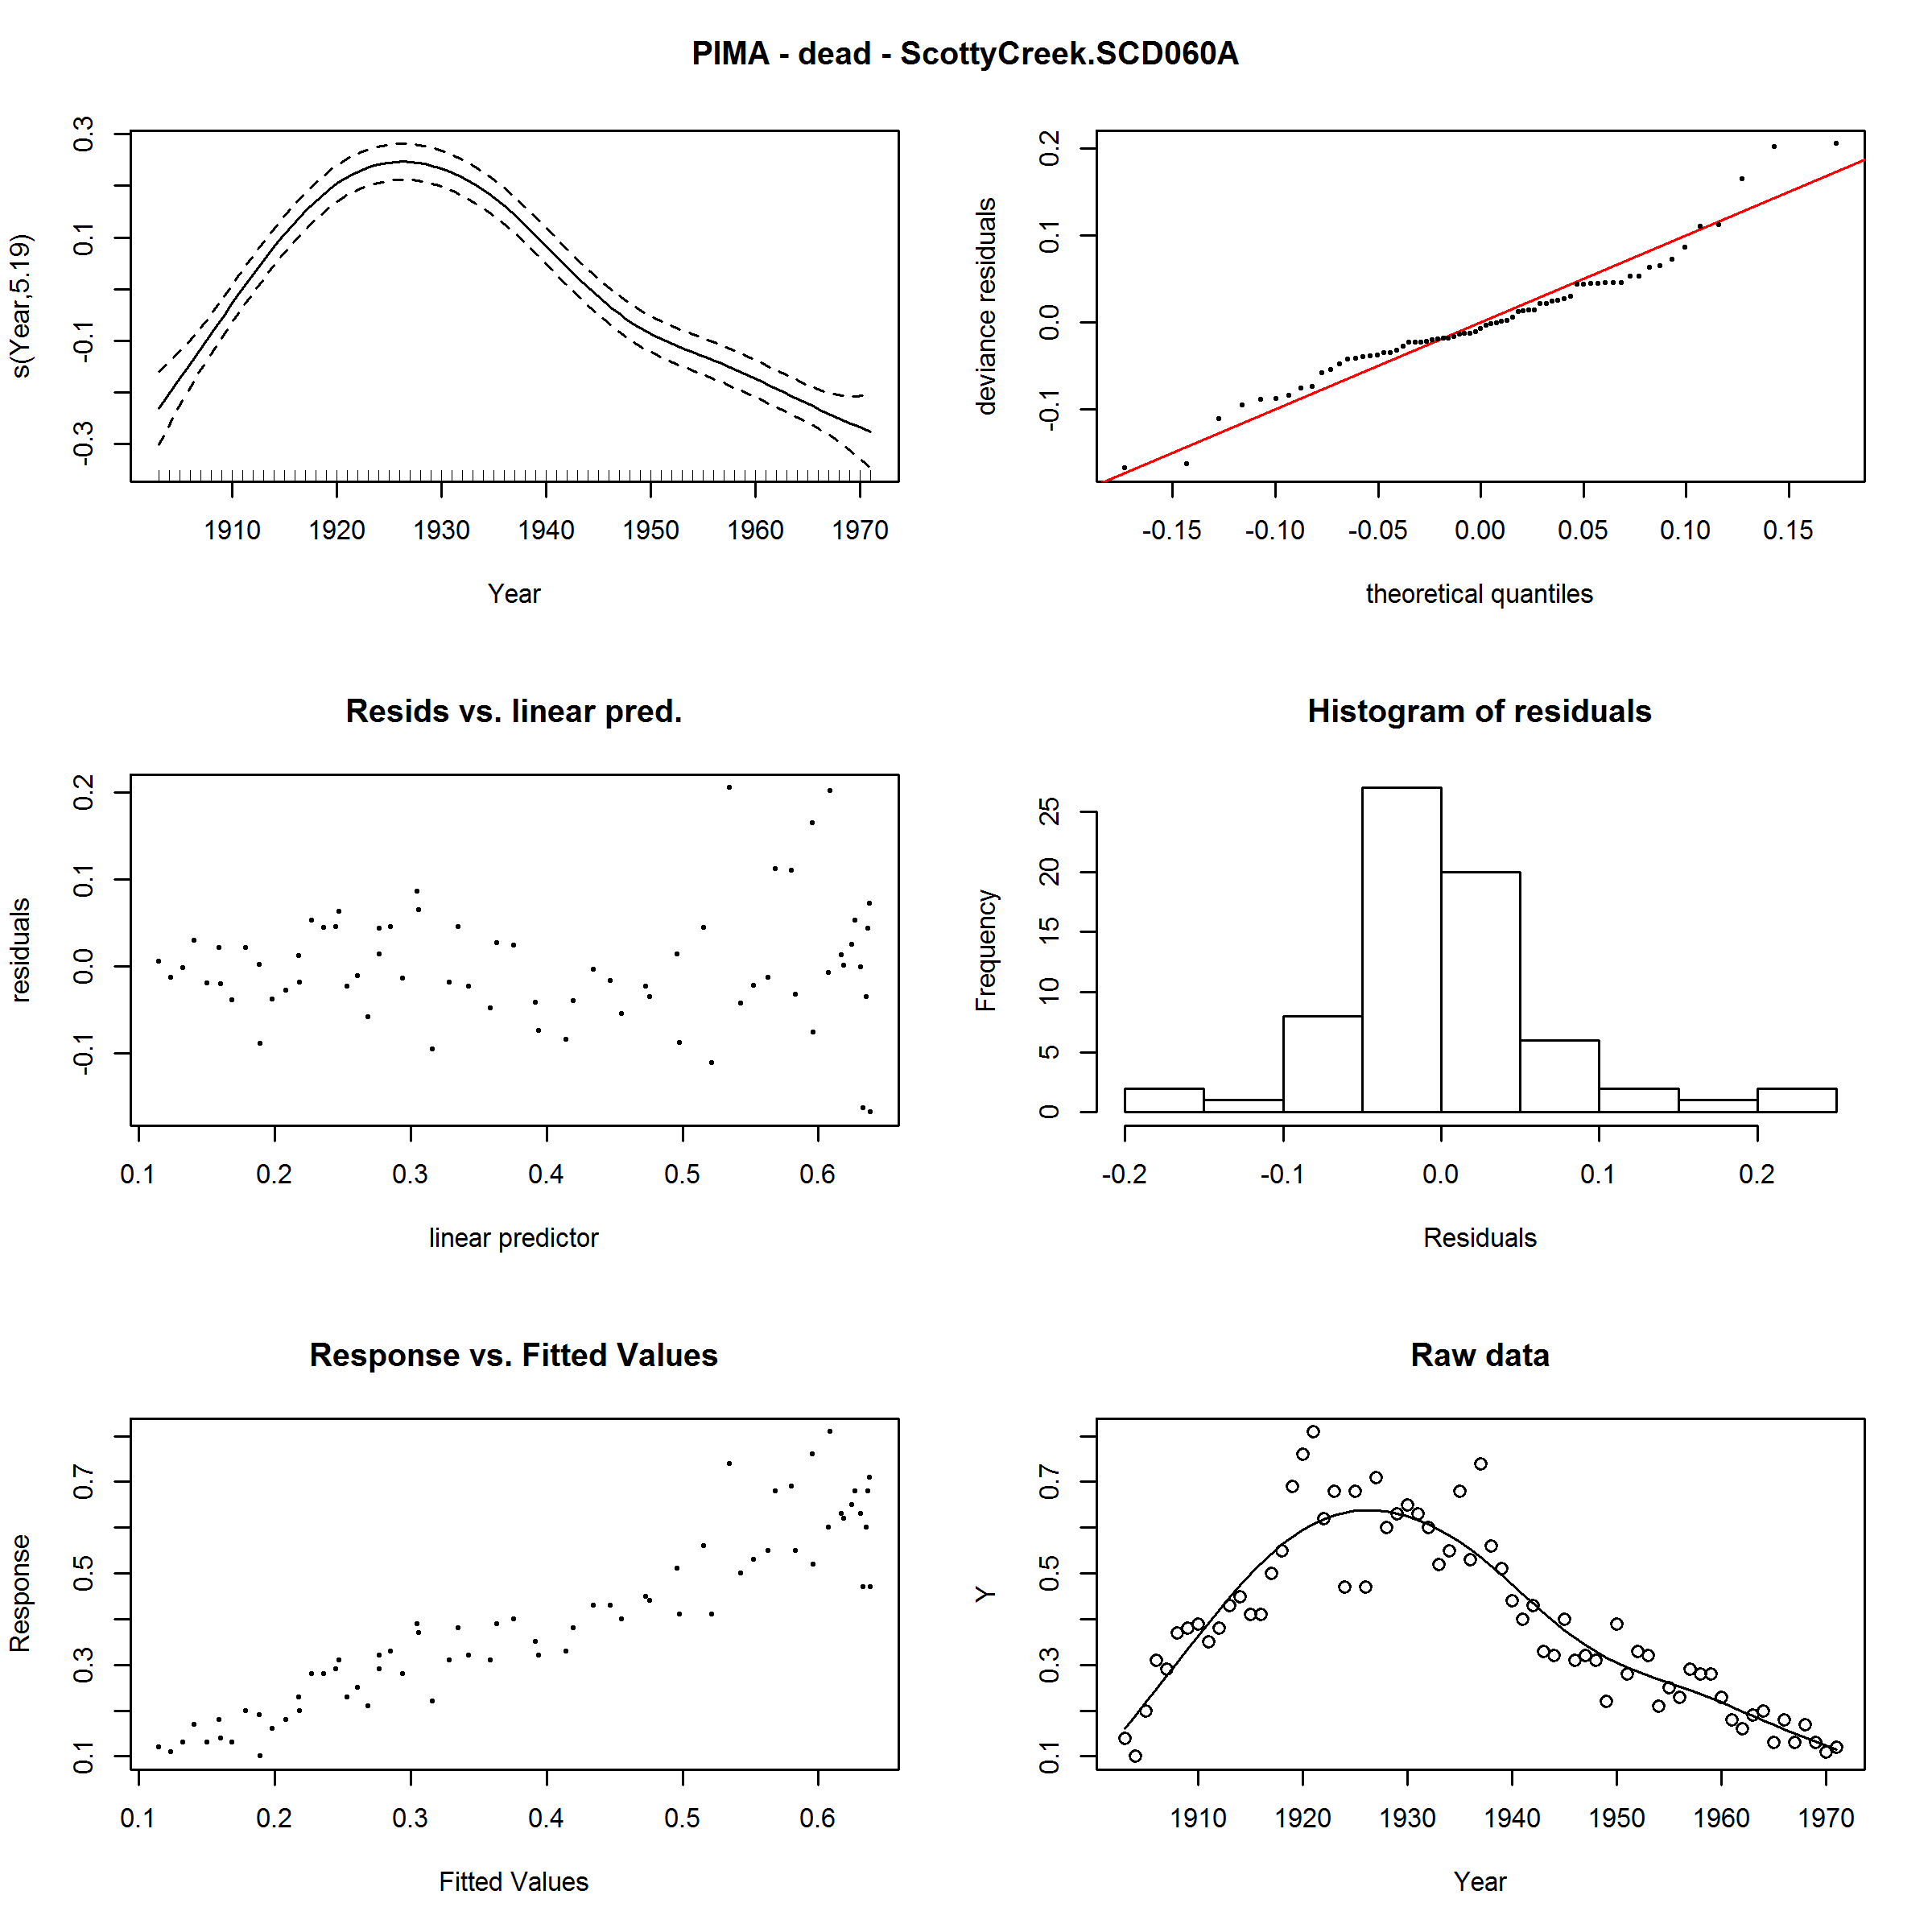 PIMA - dead - ScottyCreek.SCD060A
s(Year,5.19)
0.3
0.1
-0.1
-0.3
1910 1920 1930 1940 1950 1960 1970
Year
deviance residuals
0.2
0.1
0.0
-0.1
-0.15 -0.10 -0.05 0.00 0.05 0.10 0.15
theoretical quantiles
Resids vs. linear pred.
residuals
0.2
0.1
0.0
-0.1
0.1 0.2 0.3 0.4 0.5 0.6
linear predictor
Histogram of residuals
Frequency
25
20
15
10
5
0
-0.2 -0.1 0.0 0.1 0.2
Residuals
Response vs. Fitted Values
Response
0.7
0.5
0.3
0.1
0.1 0.2 0.3 0.4 0.5 0.6
Fitted Values
Raw data
Y
0.7
0.5
0.3
0.1
1910 1920 1930 1940 1950 1960 1970
Year